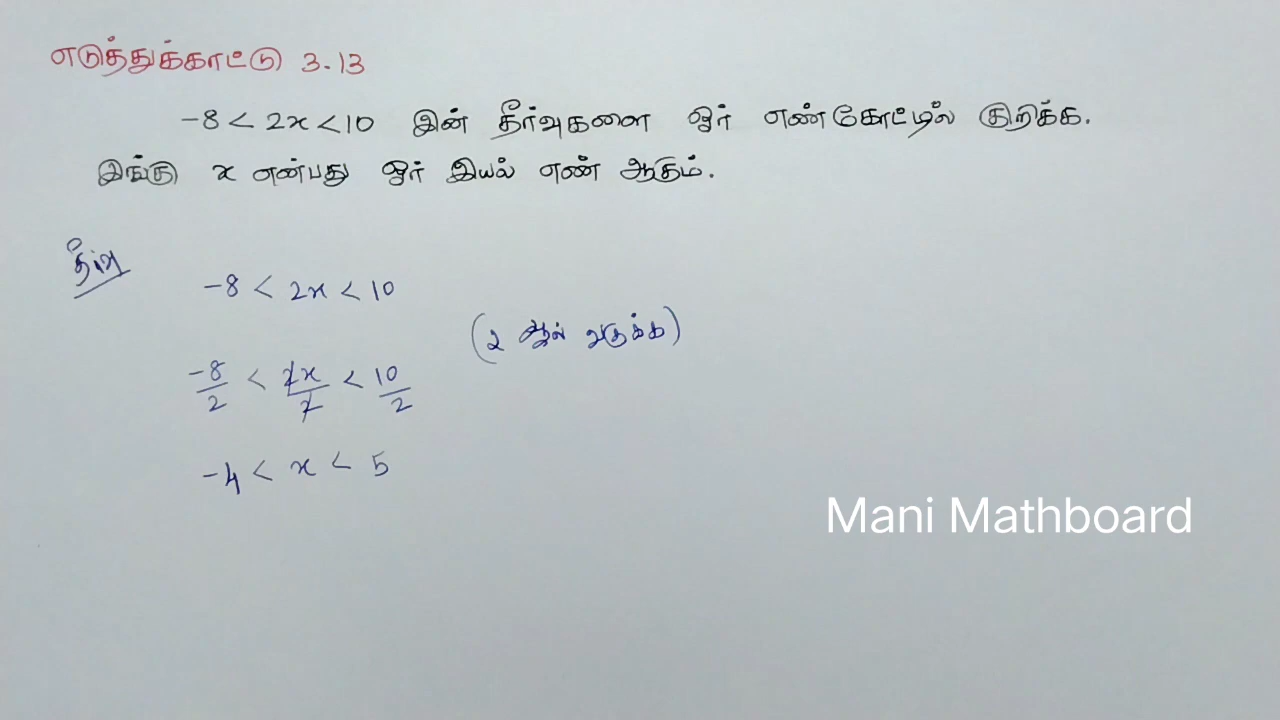 எடுத்துக்காட்டு 3.13
-8 < 2x < 10 இன் தீர்வுகளை ஓர் எண்கோட்டில் குறிக்க.
இங்கு x என்பது ஓர் இயல் எண் ஆகும்.
தீர்வு
-8 < 2x < 10
(2 ஆல் வகுக்க)
-8/2 < 2x/2 < 10/2
-4 < x < 5
Mani Mathboard